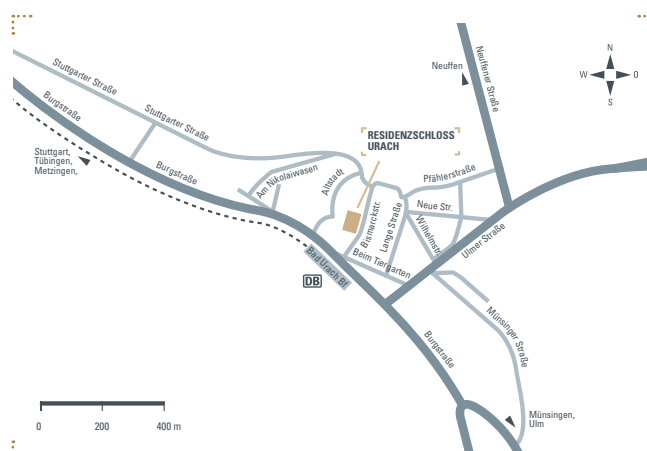 N
W
O
S
Neuffen
Neuffener Straße
Stuttgarter Straße
Burgstraße
Stuttgarter Straße
RESIDENZSCHLOSS
URACH
Stuttgart,
Tübingen,
Metzingen,
Burgstraße
Am Nikolaiwasen
Altstadt
Pfählerstraße
Neue Str.
Bismarckstr.
Lange Straße
Wilhelmstr.
Ulmer Straße
Beim Tiergarten
Bad Urach Bf.
DB
Münsinger Straße
Burgstraße
Münsingen,
Ulm
0
200
400 m